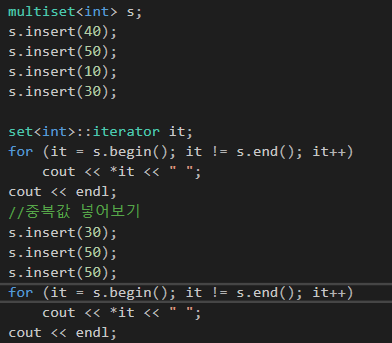 multiset<int> s;
s.insert(40);
s.insert(50);
s.insert(10);
s.insert(30);
set<int>::iterator it;
for (it = s.begin(); it != s.end(); it++)
cout << *it << " ";
cout << endl;
//중복값 넣어보기
s.insert(30);
s.insert(50);
s.insert(50);
for (it = s.begin(); it != s.end(); it++)
cout << *it << " ";
cout << endl;